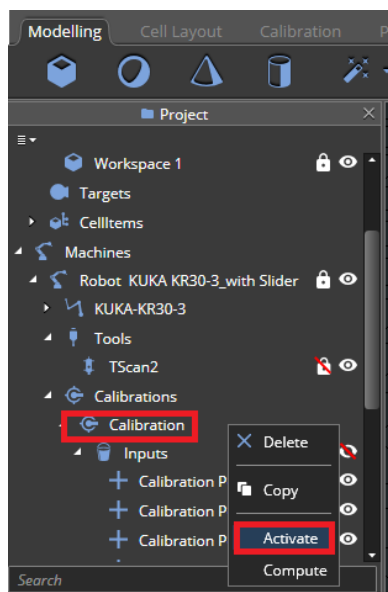 Modelling Cell Layout Calibration P
Project
Workspace 1
Targets
CellItems
Machines
Robot KUKA KR30-3_with Slider
KUKA-KR30-3
Tools
TScan2
Calibrations
Calibration
Inputs
Calibration P
Calibration P
Calibration P
Delete
Copy
Activate
Compute
Search